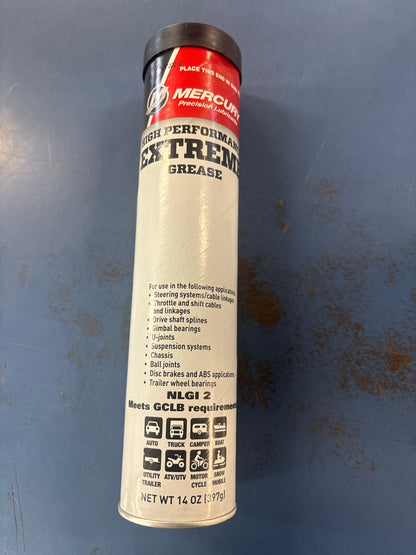 PLACE THIS END IN
MERCURY
Precision Lubricants
HIGH PERFORMANCE
EXTREME
GREASE
For use in the following applications
• Steering systems/cable linkages
• Throttle and shift cables
and linkages
• Drive shaft splines
• Gimbal bearings
• U-joints
• Suspension systems
• Chassis
• Ball joints
• Disc brakes and ABS applications
• Trailer wheel bearings
NLGI 2
Meets GCLB requirements
AUTO TRUCK CAMPER BOAT
UTILITY TRAILER ATV/UTV MOTOR CYCLE SNOW MOBILE
NET WT 14 OZ (397g)